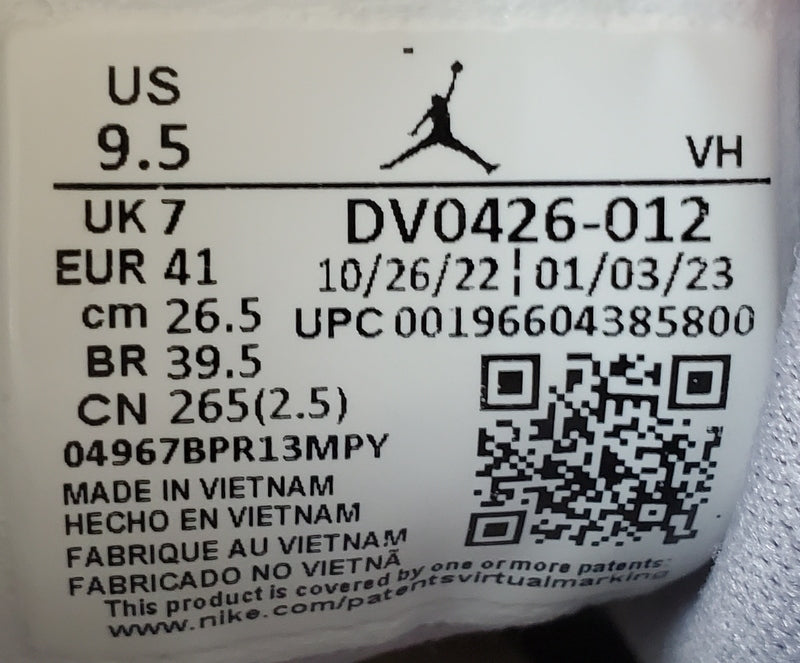 US
9.5
VH
UK 7
DV0426-012
EUR 41
10/26/22 ¦ 01/03/23
cm 26.5
UPC 00196604385800
BR 39.5
CN 265(2.5)
04967BPR13MPY
MADE IN VIETNAM
HECHO EN VIETNAM
FABRIQUE AU VIETNAM
FABRICADO NO VIETNÃ
This product is covered by one or more patents:
www.nike.com/patentsvirtualmarking